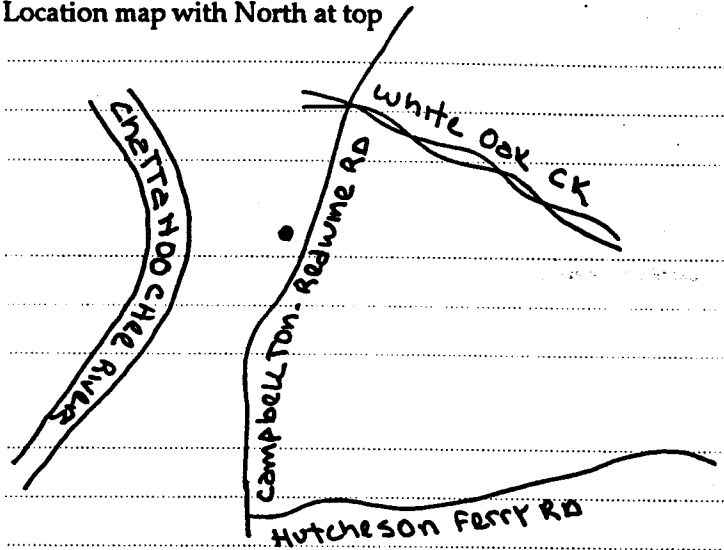 Location map with North at top
White Oak CK
ChaTTaHOOCHee River
CampbellTon-Redwine RD
Hutcheson Ferry RD